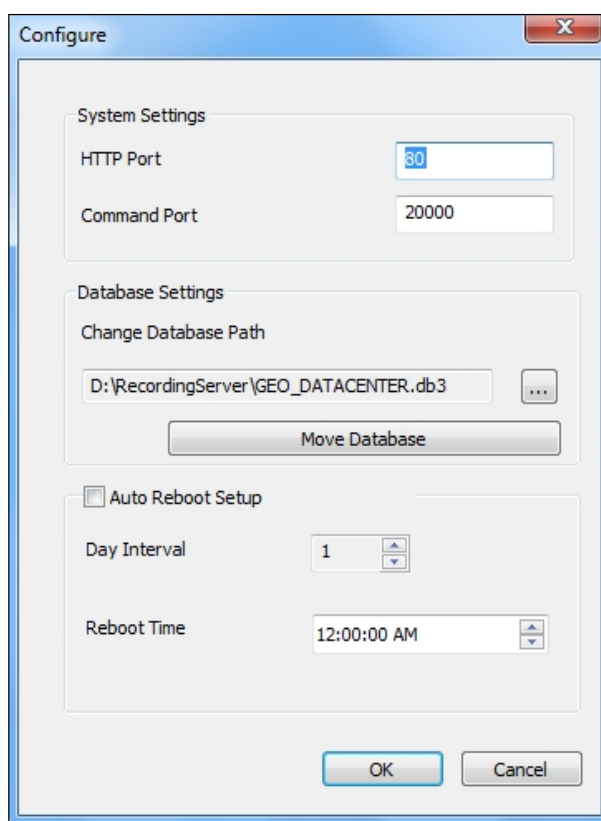 Configure
System Settings
HTTP Port
80
Command Port
20000
Database Settings
Change Database Path
D:\RecordingServer\GEO_DATACENTER.db3
...
Move Database
Auto Reboot Setup
Day Interval
1
Reboot Time
12:00:00 AM
OK
Cancel